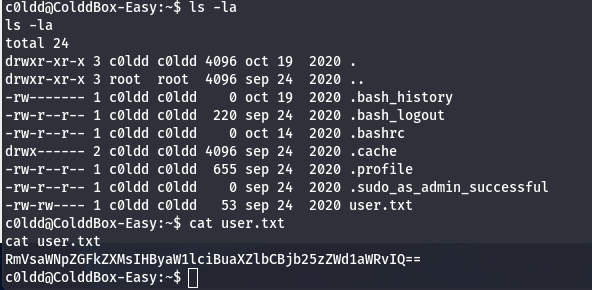 c0ldd@ColddBox-Easy:~$ ls -la
ls -la
total 24
drwxr-xr-x 3 c0ldd c0ldd 4096 oct 19  2020 .
drwxr-xr-x 3 root  root  4096 sep 24  2020 ..
-rw------- 1 c0ldd c0ldd    0 oct 19  2020 .bash_history
-rw-r--r-- 1 c0ldd c0ldd  220 sep 24  2020 .bash_logout
-rw-r--r-- 1 c0ldd c0ldd    0 oct 14  2020 .bashrc
drwx------ 2 c0ldd c0ldd 4096 sep 24  2020 .cache
-rw-r--r-- 1 c0ldd c0ldd  655 sep 24  2020 .profile
-rw-r--r-- 1 c0ldd c0ldd    0 sep 24  2020 .sudo_as_admin_successful
-rw-rw---- 1 c0ldd c0ldd   53 sep 24  2020 user.txt
c0ldd@ColddBox-Easy:~$ cat user.txt
cat user.txt
RmVsaWNpZGFkZXMsIHByaW1lciBuaXZlbCBjb25zZWd1aWRvIQ==
c0ldd@ColddBox-Easy:~$